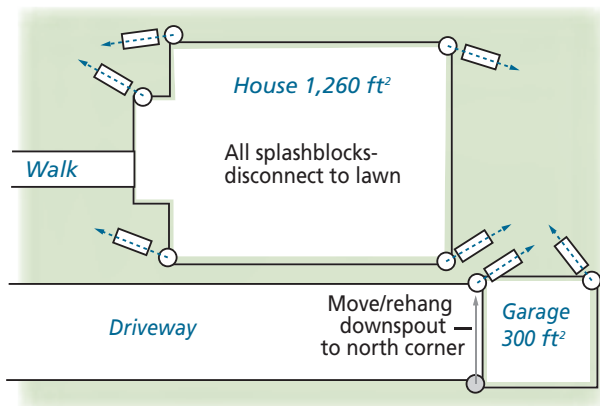 House 1,260 ft²
All splashblocks-
disconnect to lawn
Walk
Driveway
Move/rehang
downspout
to north corner
Garage
300 ft²